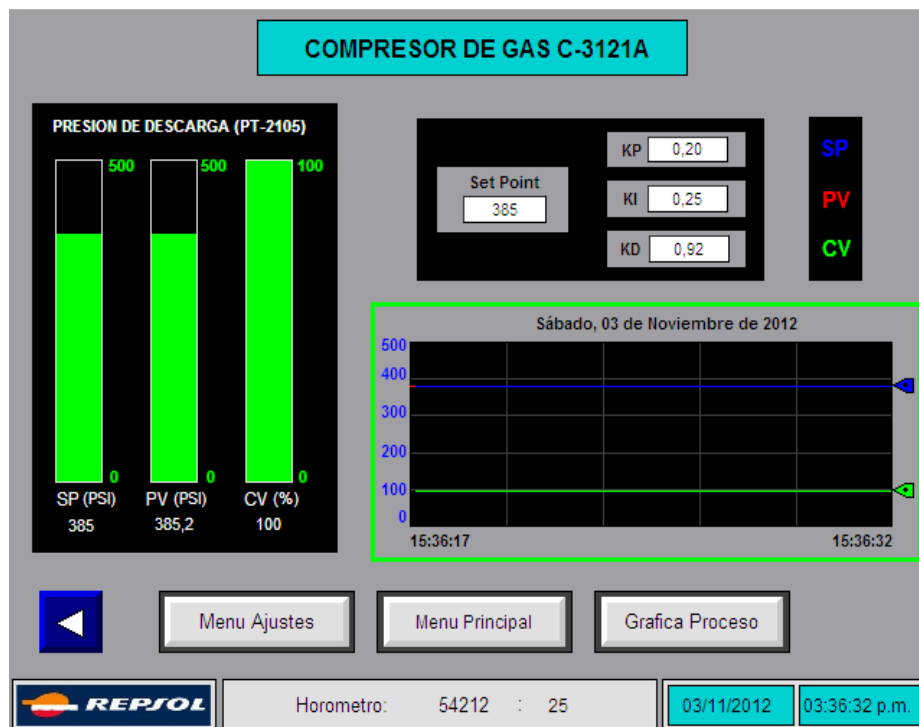 COMPRESOR DE GAS C-3121A
PRESION DE DESCARGA (PT-2105)
500
500
100
0
0
0
SP (PSI)
PV (PSI)
CV (%)
385
385,2
100
Set Point
385
KP 0,20
KI 0,25
KD 0,92
SP
PV
CV
Sábado, 03 de Noviembre de 2012
500
400
300
200
100
0
15:36:17
15:36:32
Menu Ajustes
Menu Principal
Grafica Proceso
REPSOL
Horometro: 54212 : 25
03/11/2012
03:36:32 p.m.